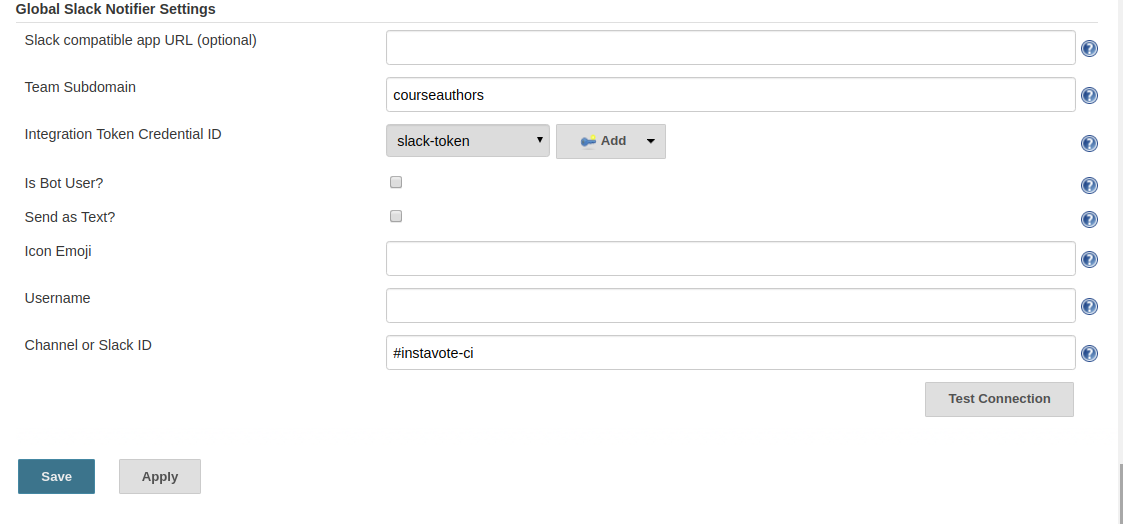 Global Slack Notifier Settings
Slack compatible app URL (optional)
Team Subdomain courseauthors
Integration Token Credential ID slack-token Add
Is Bot User?
Send as Text?
Icon Emoji
Username
Channel or Slack ID #instavote-ci
Test Connection
Save Apply